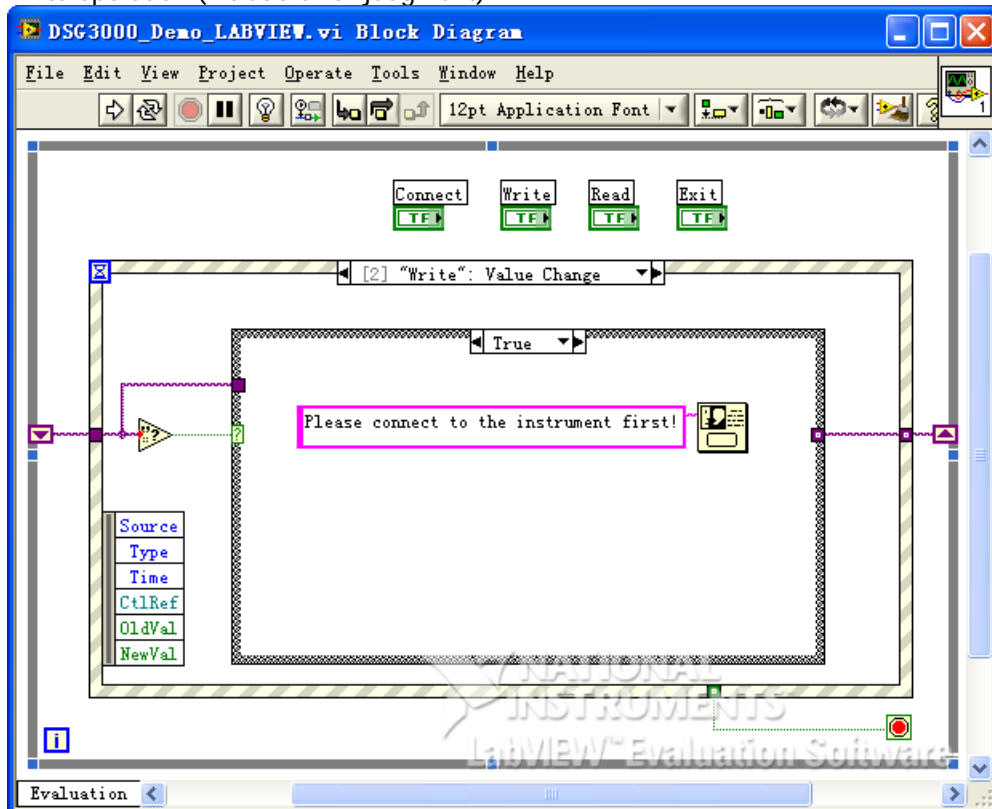 DSG3000_Demo_LABVIEW.vi Block Diagram
File Edit View Project Operate Tools Window Help
12pt Application Font
1
Connect Write Read Exit
TF TF TF TF
[2] "Write": Value Change
True
Please connect to the instrument first!
"?
?
Source
Type
Time
CtlRef
OldVal
NewVal
NATIONAL
INSTRUMENTS
i
LabVIEW™ Evaluation Software
Evaluation